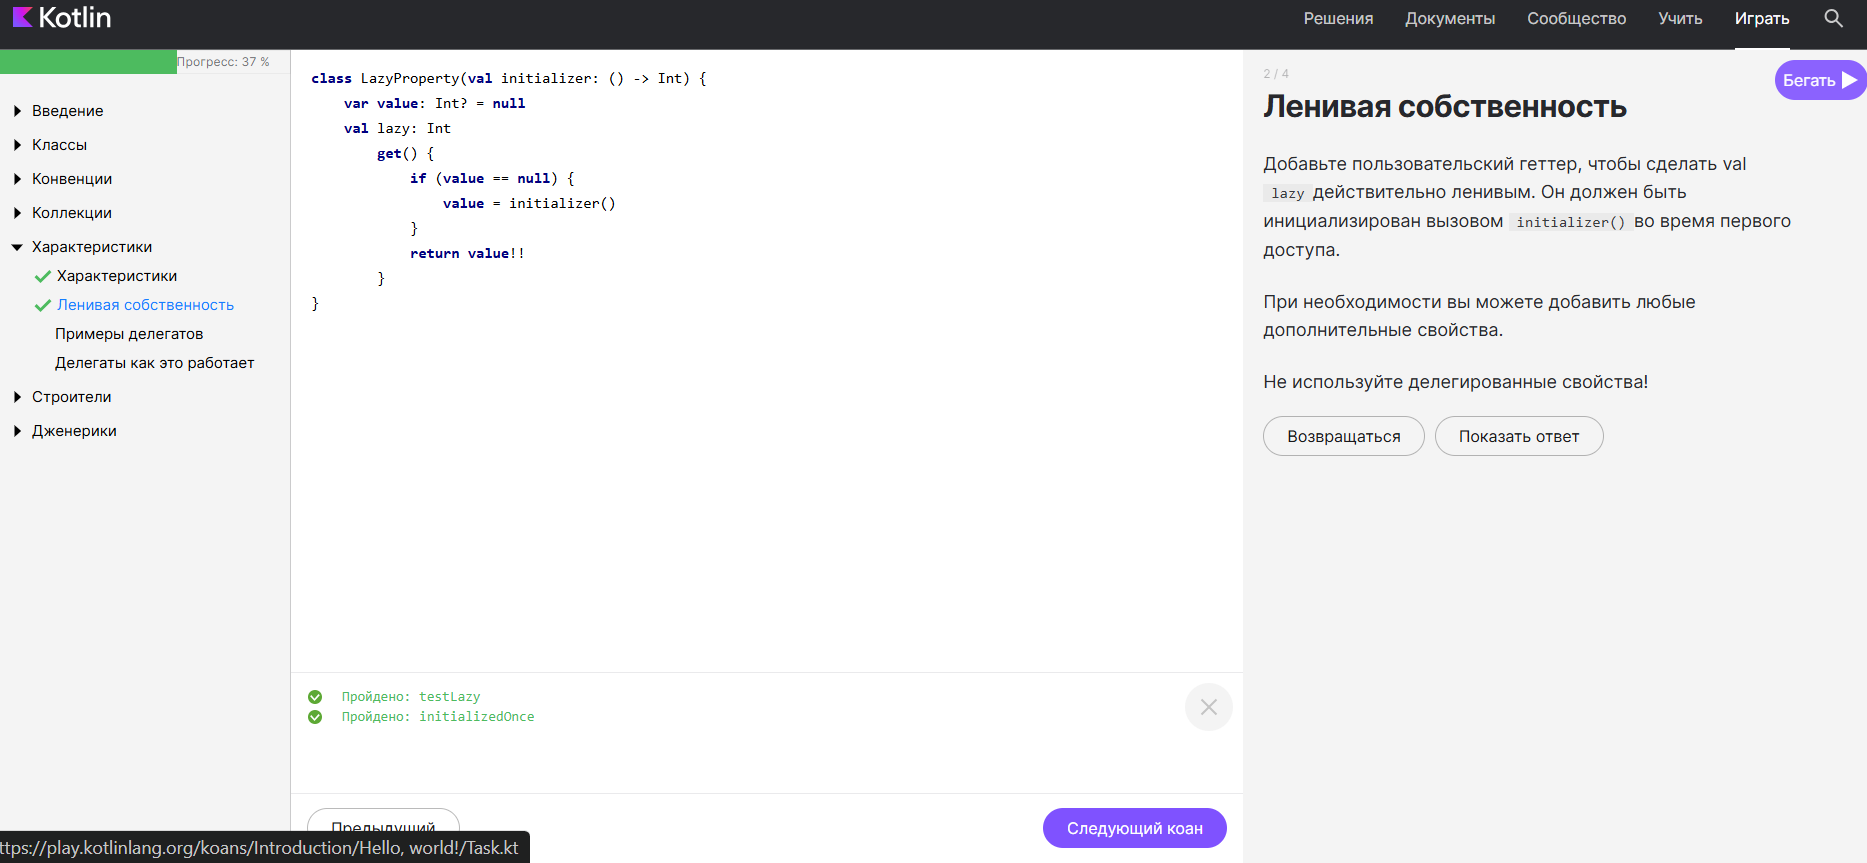 Kotlin
Решения
Документы
Сообщество
Учить
Играть
Прогресс: 37 %
Введение
Классы
Конвенции
Коллекции
Характеристики
Характеристики
Ленивая собственность
Примеры делегатов
Делегаты как это работает
Строители
Дженерики
class LazyProperty(val initializer: () -> Int) {
    var value: Int? = null
    val lazy: Int
        get() {
            if (value == null) {
                value = initializer()
            }
            return value!!
        }
}
Пройдено: testLazy
Пройдено: initializedOnce
Предыдущий
Следующий коан
2 / 4
Бегать
Ленивая собственность
Добавьте пользовательский геттер, чтобы сделать val
lazy действительно ленивым. Он должен быть
инициализирован вызовом initializer() во время первого
доступа.
При необходимости вы можете добавить любые
дополнительные свойства.
Не используйте делегированные свойства!
Возвращаться
Показать ответ
ttps://play.kotlinlang.org/koans/Introduction/Hello, world!/Task.kt